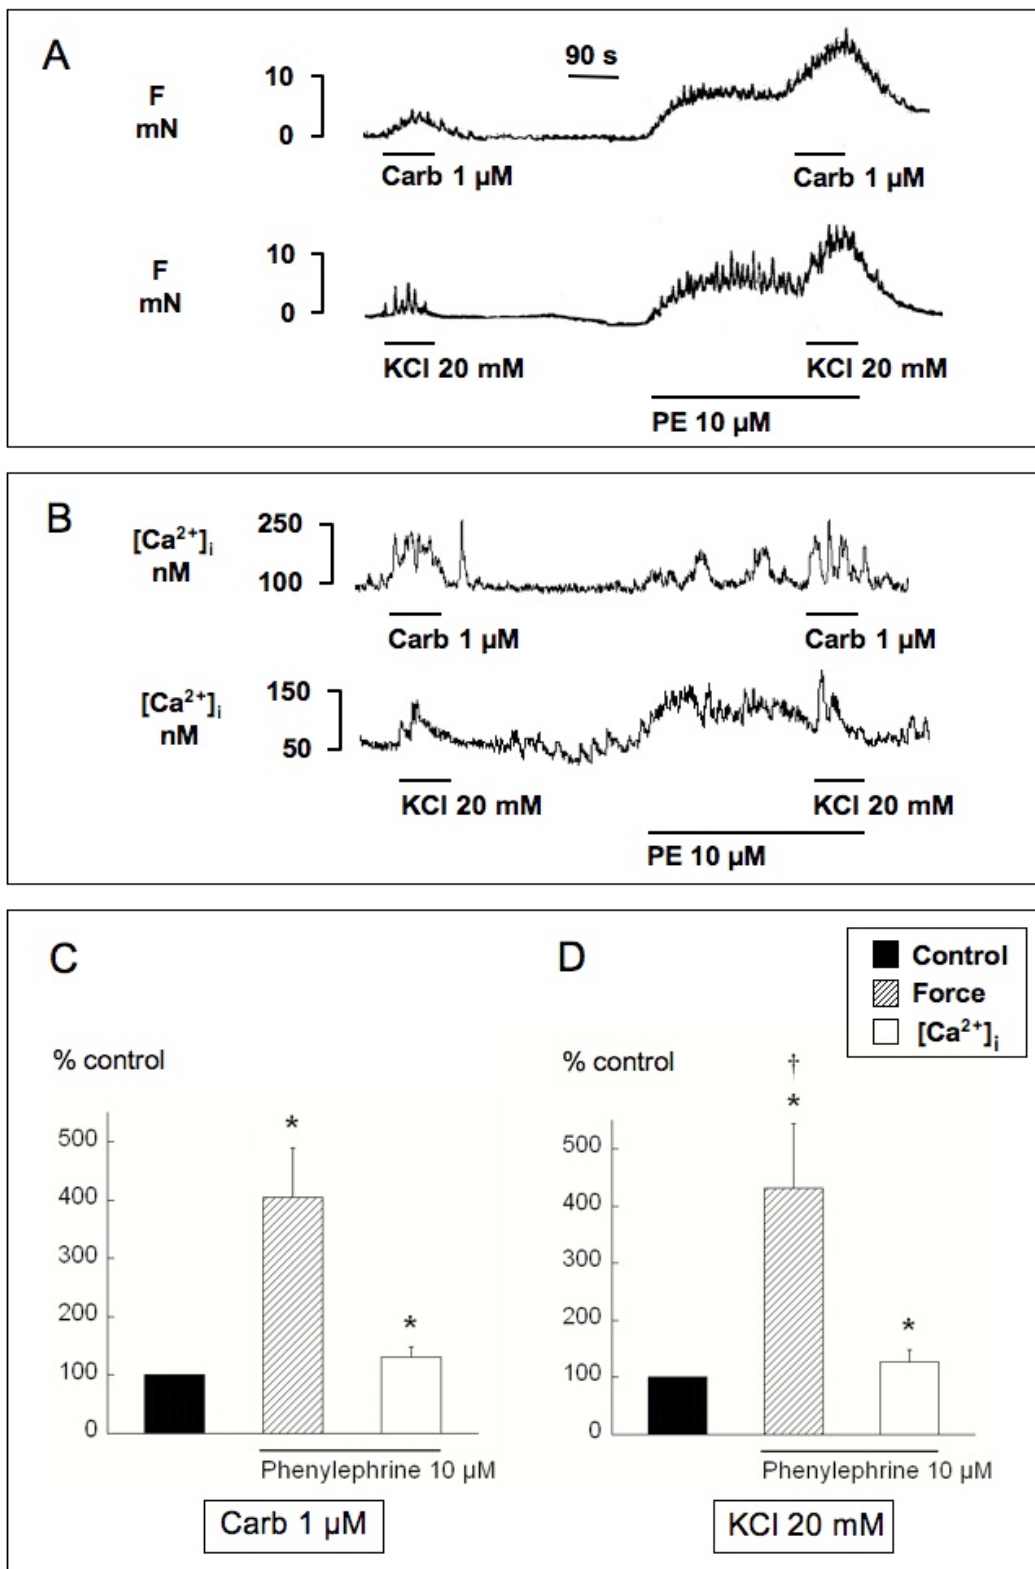 A
90 s
F
mN
10
0
Carb 1 µM
Carb 1 µM
F
mN
10
0
KCl 20 mM
KCl 20 mM
PE 10 µM
B
[Ca²⁺]ᵢ
nM
250
100
Carb 1 µM
Carb 1 µM
[Ca²⁺]ᵢ
nM
150
50
KCl 20 mM
KCl 20 mM
PE 10 µM
C
% control
500
400
300
200
100
0
*
*
Phenylephrine 10 µM
Carb 1 µM
D
Control
Force
[Ca²⁺]ᵢ
% control
500
400
300
200
100
0
†
*
*
Phenylephrine 10 µM
KCl 20 mM